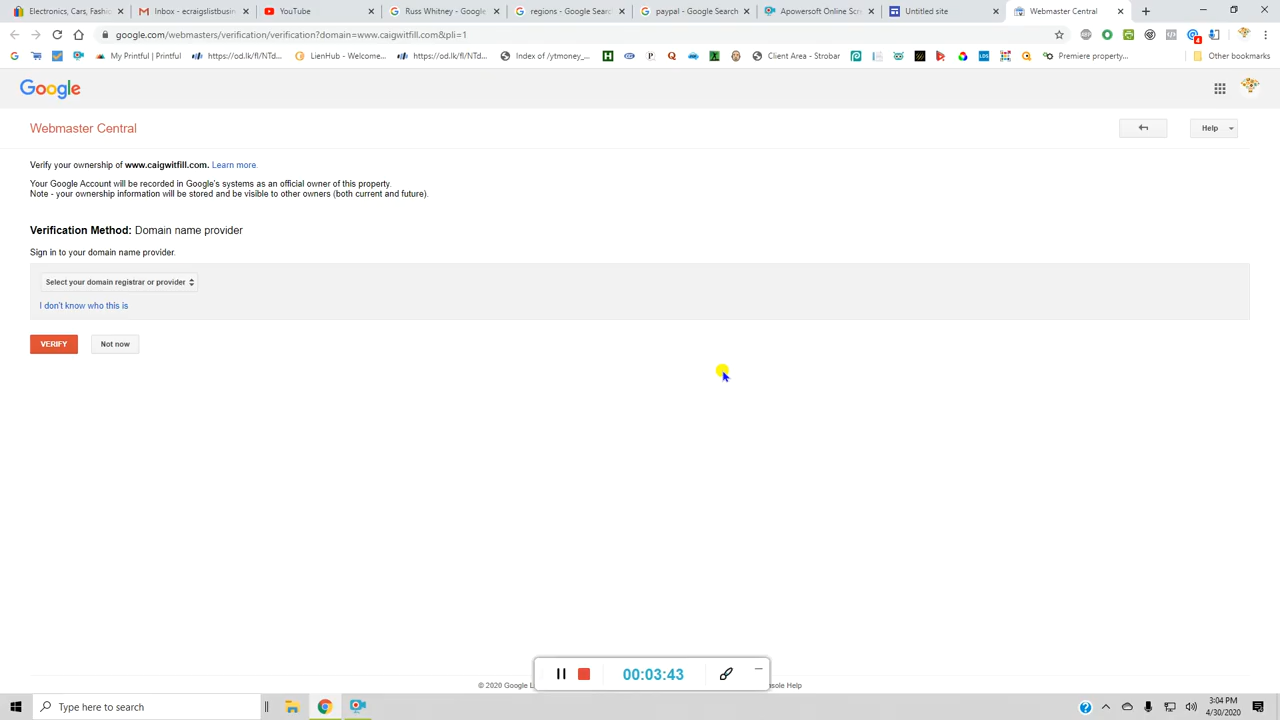 Electronics, Cars, Fashio
Inbox - ecraiglistbusin
YouTube
Russ Whitney - Google
regions - Google Searc
paypal - Google Search
Apowersoft Online Scr
Untitled site
Webmaster Central
google.com/webmasters/verification/verification?domain=www.caigwitfill.com&pli=1
My Printful | Printful
https://od.lk/fl/NTd...
LienHub - Welcome...
https://od.lk/fl/NTd...
Index of /ytmoney_...
Client Area - Strobar
Premiere property...
Other bookmarks
Google
Webmaster Central
Help
Verify your ownership of www.caigwitfill.com. Learn more.
Your Google Account will be recorded in Google's systems as an official owner of this property.
Note - your ownership information will be stored and be visible to other owners (both current and future).
Verification Method: Domain name provider
Sign in to your domain name provider.
Select your domain registrar or provider
I don't know who this is
VERIFY
Not now
00:03:43
© 2020 Google
Help
Type here to search
3:04 PM
4/30/2020